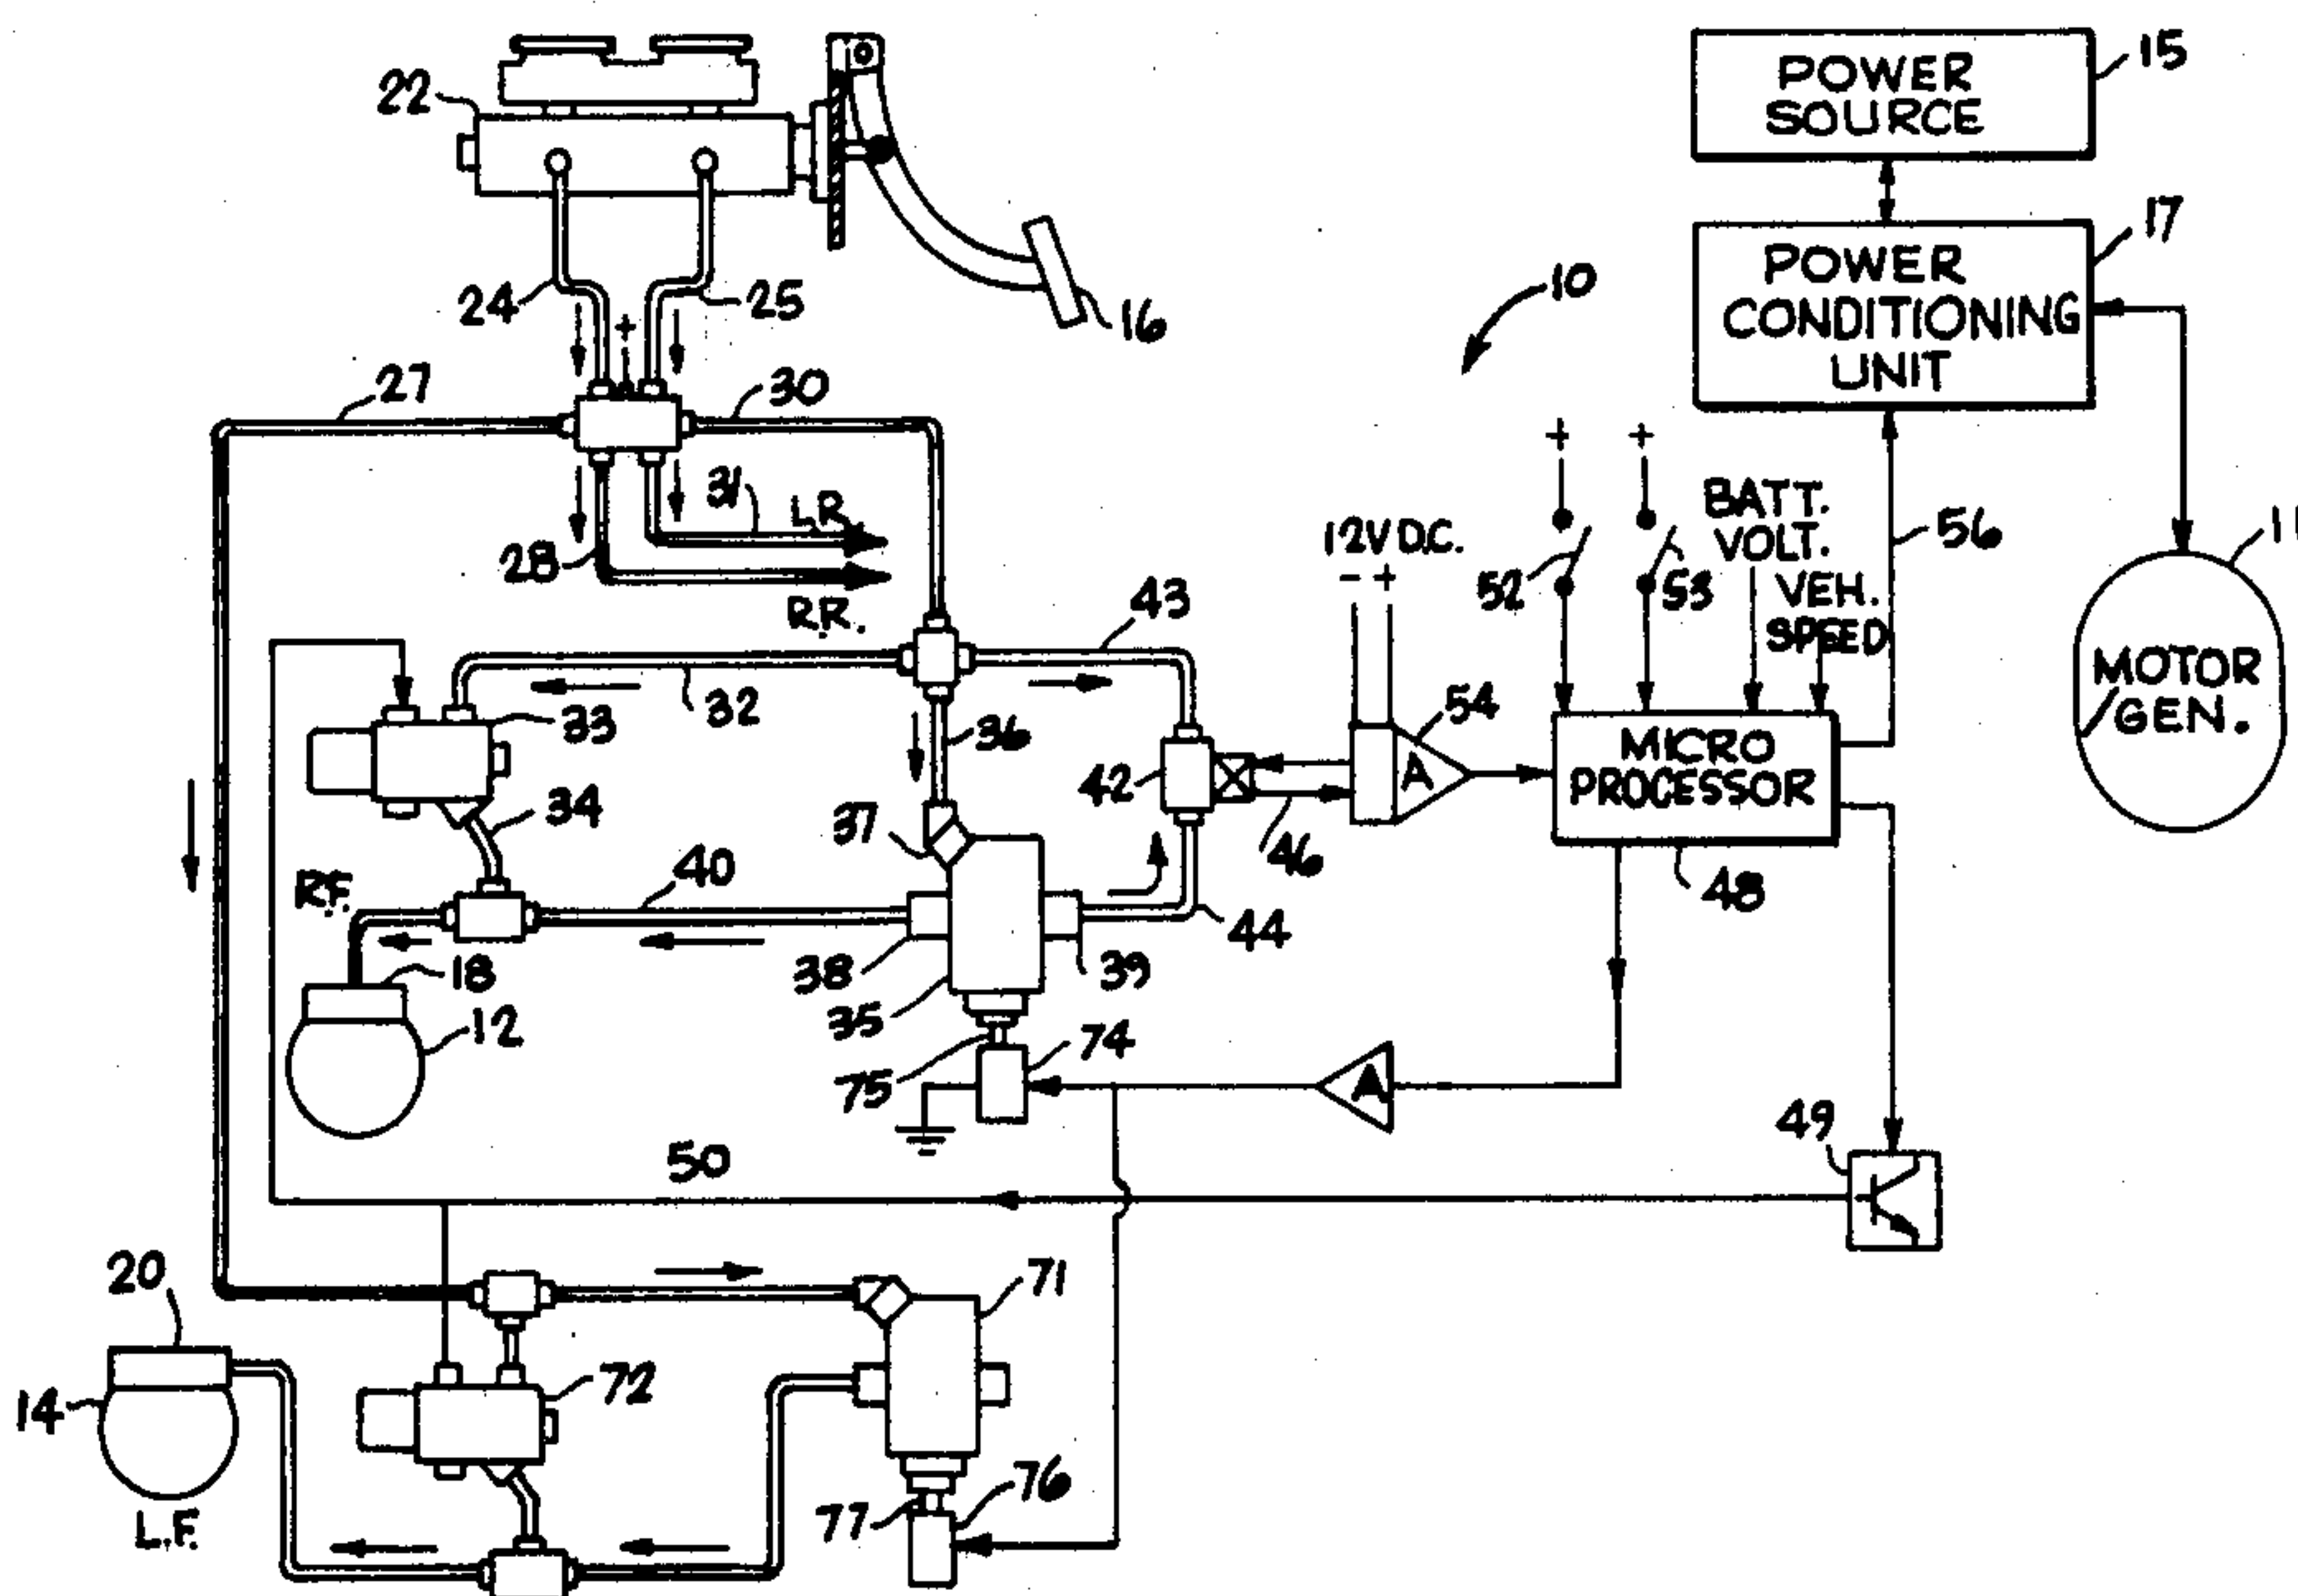 22
24
25
16
+
27
30
31
L.R.
28
R.R.
10
POWER
SOURCE
15
POWER
CONDITIONING
UNIT
17
+
+
BATT.
VOLT.
VEH.
SPEED
52
53
56
12V D.C.
- +
MOTOR
/GEN.
43
32
33
36
34
37
42
54
A
46
MICRO
PROCESSOR
48
R.F.
40
38
39
44
18
12
35
75
74
A
49
50
20
14
L.F.
71
72
77
76